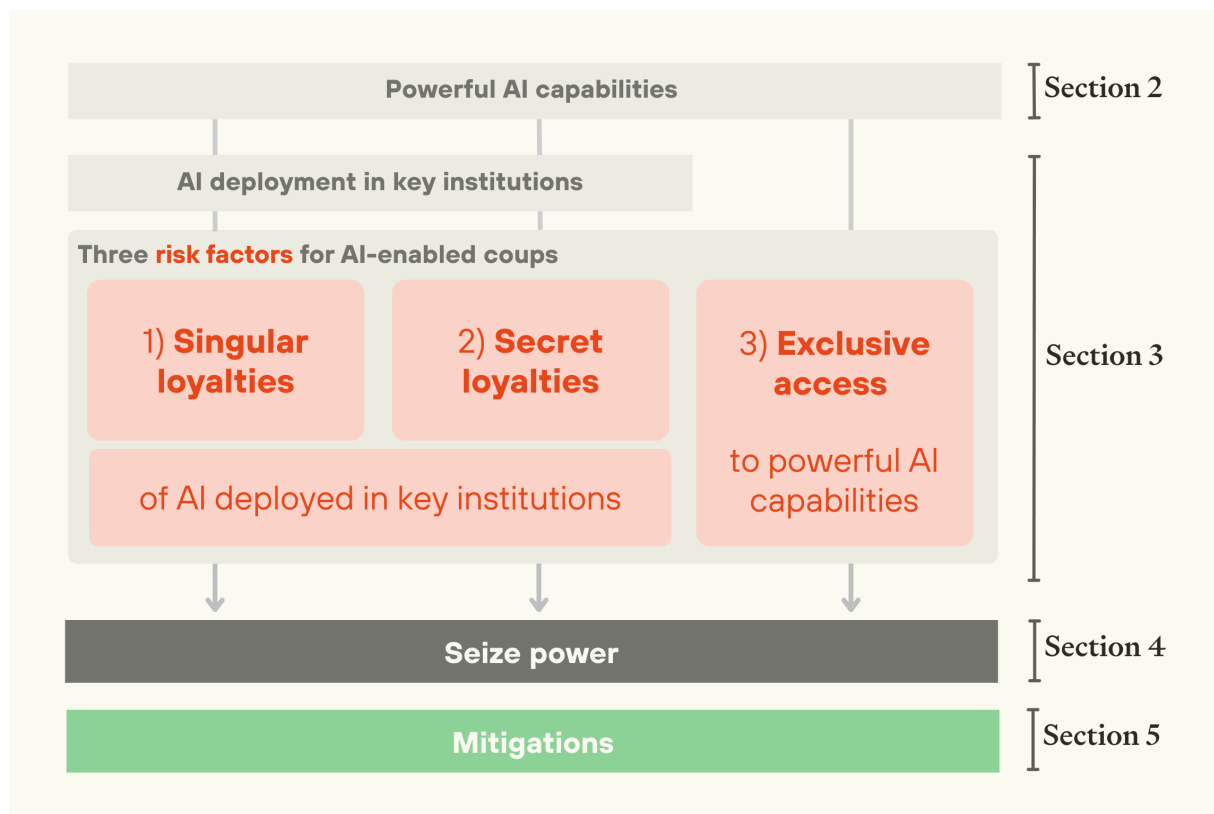 Powerful AI capabilities
Section 2
AI deployment in key institutions
Three risk factors for AI-enabled coups
1) Singular
loyalties
2) Secret
loyalties
of AI deployed in key institutions
3) Exclusive
access
to powerful AI
capabilities
Section 3
Seize power
Section 4
Mitigations
Section 5